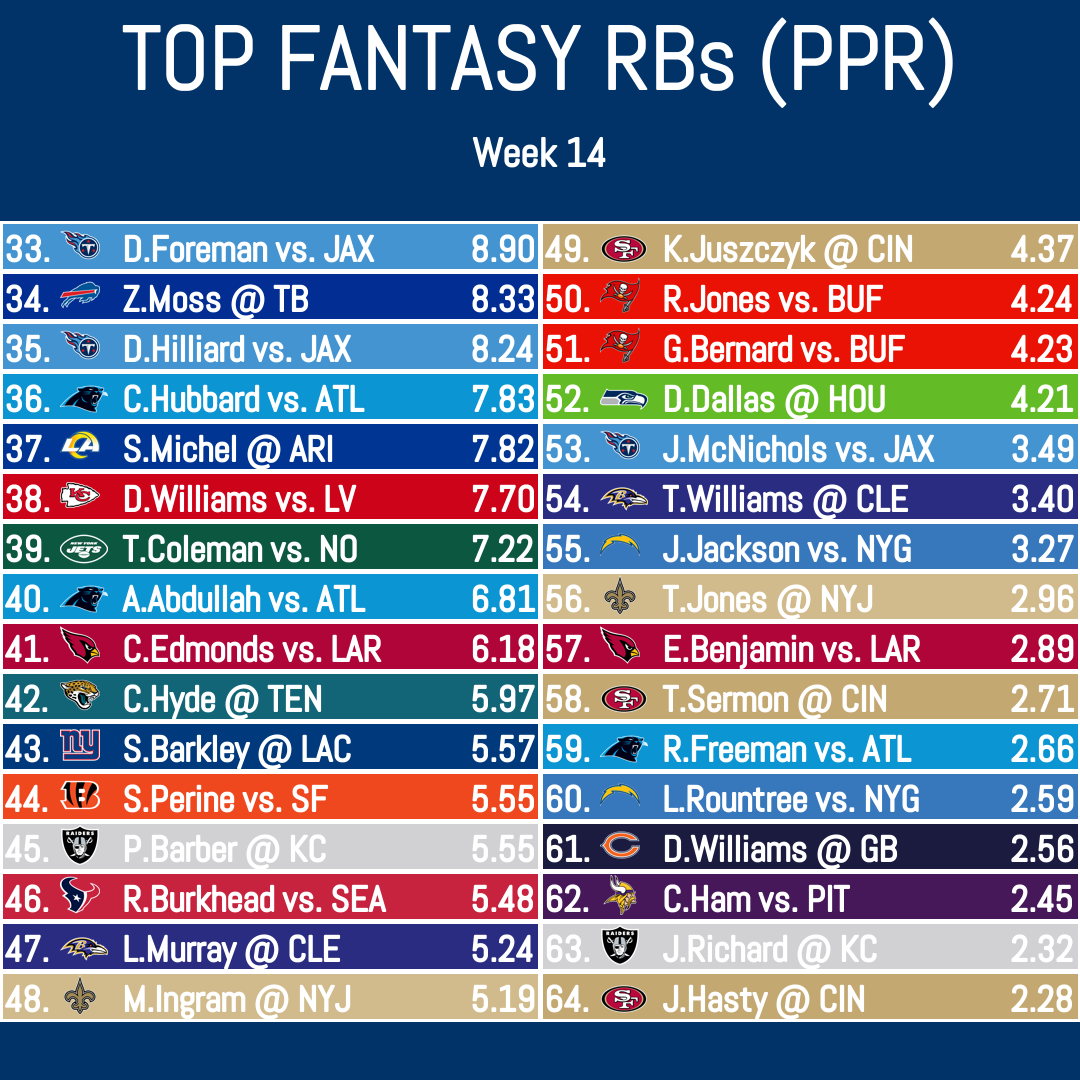 TOP FANTASY RBs (PPR)
Week 14
33. D.Foreman vs. JAX 8.90
34. Z.Moss @ TB 8.33
35. D.Hilliard vs. JAX 8.24
36. C.Hubbard vs. ATL 7.83
37. S.Michel @ ARI 7.82
38. D.Williams vs. LV 7.70
39. NEW YORK JETS T.Coleman vs. NO 7.22
40. A.Abdullah vs. ATL 6.81
41. C.Edmonds vs. LAR 6.18
42. C.Hyde @ TEN 5.97
43. ny S.Barkley @ LAC 5.57
44. S.Perine vs. SF 5.55
45. RAIDERS P.Barber @ KC 5.55
46. R.Burkhead vs. SEA 5.48
47. L.Murray @ CLE 5.24
48. M.Ingram @ NYJ 5.19
49. SF K.Juszczyk @ CIN 4.37
50. R.Jones vs. BUF 4.24
51. G.Bernard vs. BUF 4.23
52. D.Dallas @ HOU 4.21
53. J.McNichols vs. JAX 3.49
54. T.Williams @ CLE 3.40
55. J.Jackson vs. NYG 3.27
56. T.Jones @ NYJ 2.96
57. E.Benjamin vs. LAR 2.89
58. SF T.Sermon @ CIN 2.71
59. R.Freeman vs. ATL 2.66
60. L.Rountree vs. NYG 2.59
61. D.Williams @ GB 2.56
62. C.Ham vs. PIT 2.45
63. RAIDERS J.Richard @ KC 2.32
64. SF J.Hasty @ CIN 2.28